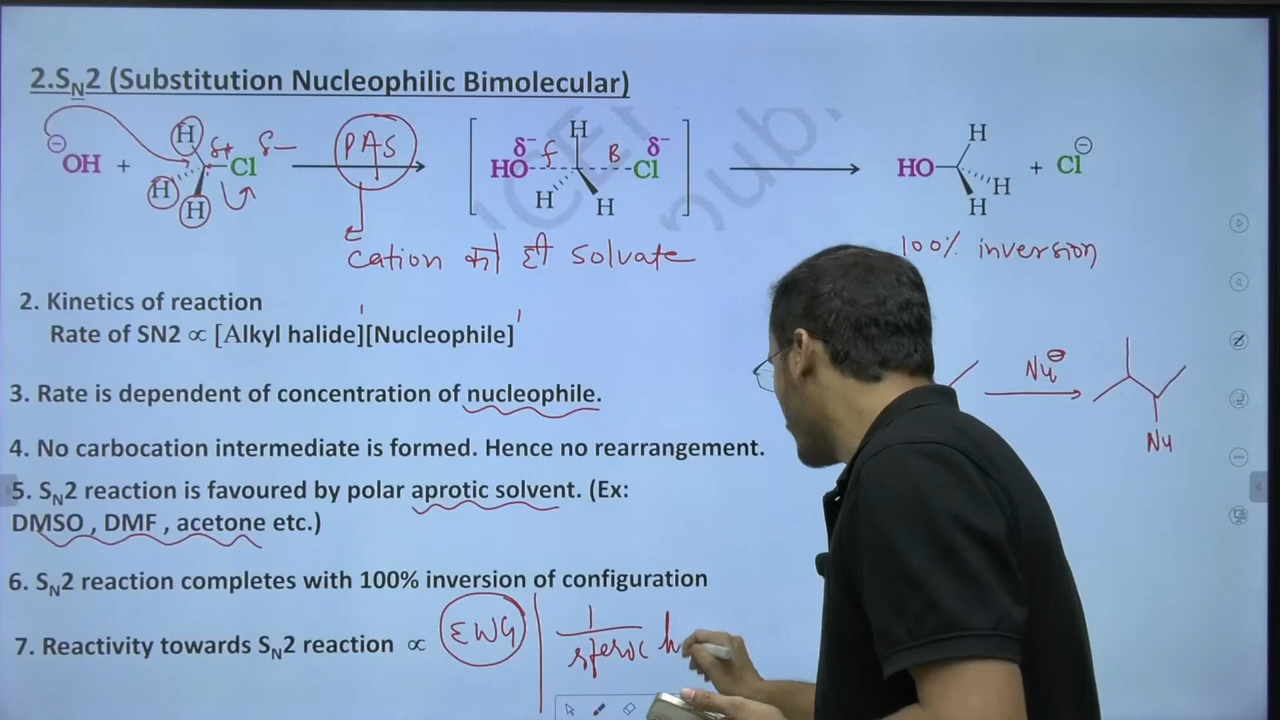 2.SN2 (Substitution Nucleophilic Bimolecular)
⊖OH + H H H δ+ δ- Cl PAS [ δ- HO f H B δ- Cl H H ] HO H H H + Cl⊖
cation को ही solvate
100% inversion
2. Kinetics of reaction
Rate of SN2 ∝ [Alkyl halide]¹[Nucleophile]¹
Nu⊖
Nu
3. Rate is dependent of concentration of nucleophile.
4. No carbocation intermediate is formed. Hence no rearrangement.
5. SN2 reaction is favoured by polar aprotic solvent. (Ex:
DMSO , DMF , acetone etc.)
6. SN2 reaction completes with 100% inversion of configuration
7. Reactivity towards SN2 reaction ∝ EWG | 1/steric h